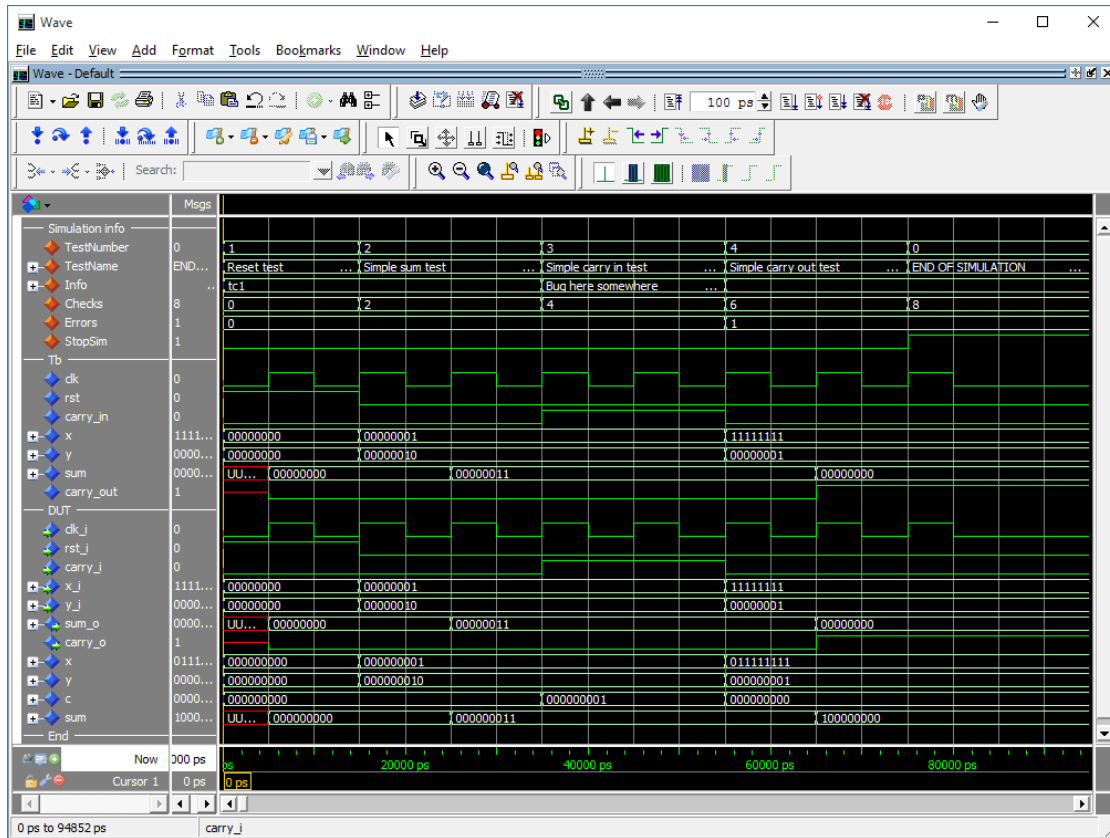 Wave
File Edit View Add Format Tools Bookmarks Window Help
Wave - Default
100 ps
Search:
Msgs
Simulation info
TestNumber 0 1 2 3 4 0
TestName END... Reset test ... Simple sum test ... Simple carry in test ... Simple carry out test ... END OF SIMULATION ...
Info .. tc1 Bug here somewhere ...
Checks 8 0 2 4 6 8
Errors 1 0 1
StopSim 1
Tb
clk 0
rst 0
carry_in 0
x 1111... 00000000 00000001 11111111
y 0000... 00000000 00000010 00000001
sum 0000... UU... 00000000 00000011 00000000
carry_out 1
DUT
clk_i 0
rst_i 0
carry_i 0
x_i 1111... 00000000 00000001 11111111
y_i 0000... 00000000 00000010 00000001
sum_o 0000... UU... 00000000 00000011 00000000
carry_o 1
x 0111... 000000000 000000001 011111111
y 0000... 000000000 000000010 000000001
c 0000... 000000000 000000001 000000000
sum 1000... UU... 000000000 000000011 100000000
End
Now 000 ps ps 20000 ps 40000 ps 60000 ps 80000 ps
Cursor 1 0 ps 0 ps
0 ps to 94852 ps carry_i